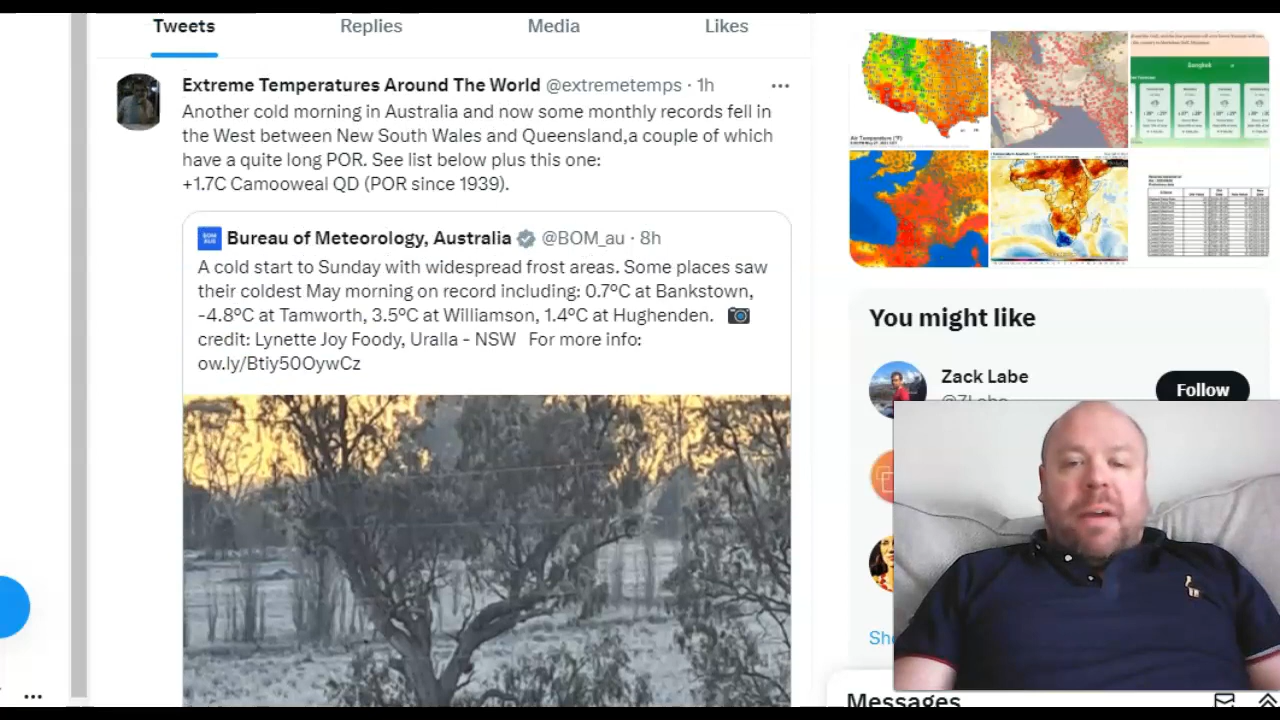 Tweets
Replies
Media
Likes
Extreme Temperatures Around The World @extremetemps · 1h
Another cold morning in Australia and now some monthly records fell in
the West between New South Wales and Queensland,a couple of which
have a quite long POR. See list below plus this one:
+1.7C Camooweal QD (POR since 1939).
BOM
Bureau of Meteorology, Australia @BOM_au · 8h
A cold start to Sunday with widespread frost areas. Some places saw
their coldest May morning on record including: 0.7ºC at Bankstown,
-4.8ºC at Tamworth, 3.5ºC at Williamson, 1.4ºC at Hughenden.
credit: Lynette Joy Foody, Uralla - NSW For more info:
ow.ly/Btiy50OywCz
Bangkok
You might like
Zack Labe
Follow
Messages